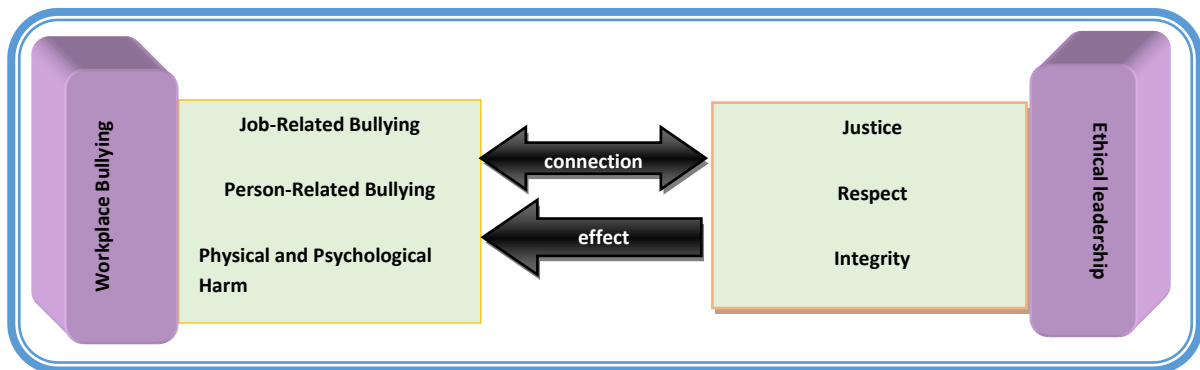 Workplace Bullying
Job-Related Bullying
Person-Related Bullying
Physical and Psychological
Harm
connection
effect
Justice
Respect
Integrity
Ethical leadership